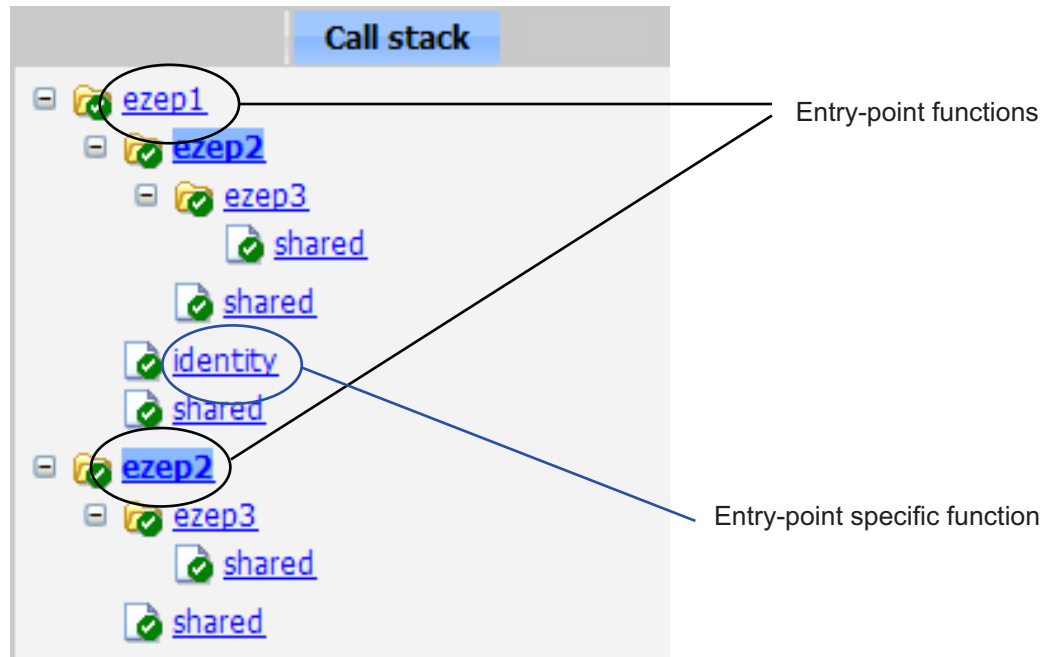 Call stack
ezep1
Entry-point functions
ezep2
ezep3
shared
shared
identity
shared
ezep2
ezep3
Entry-point specific function
shared
shared